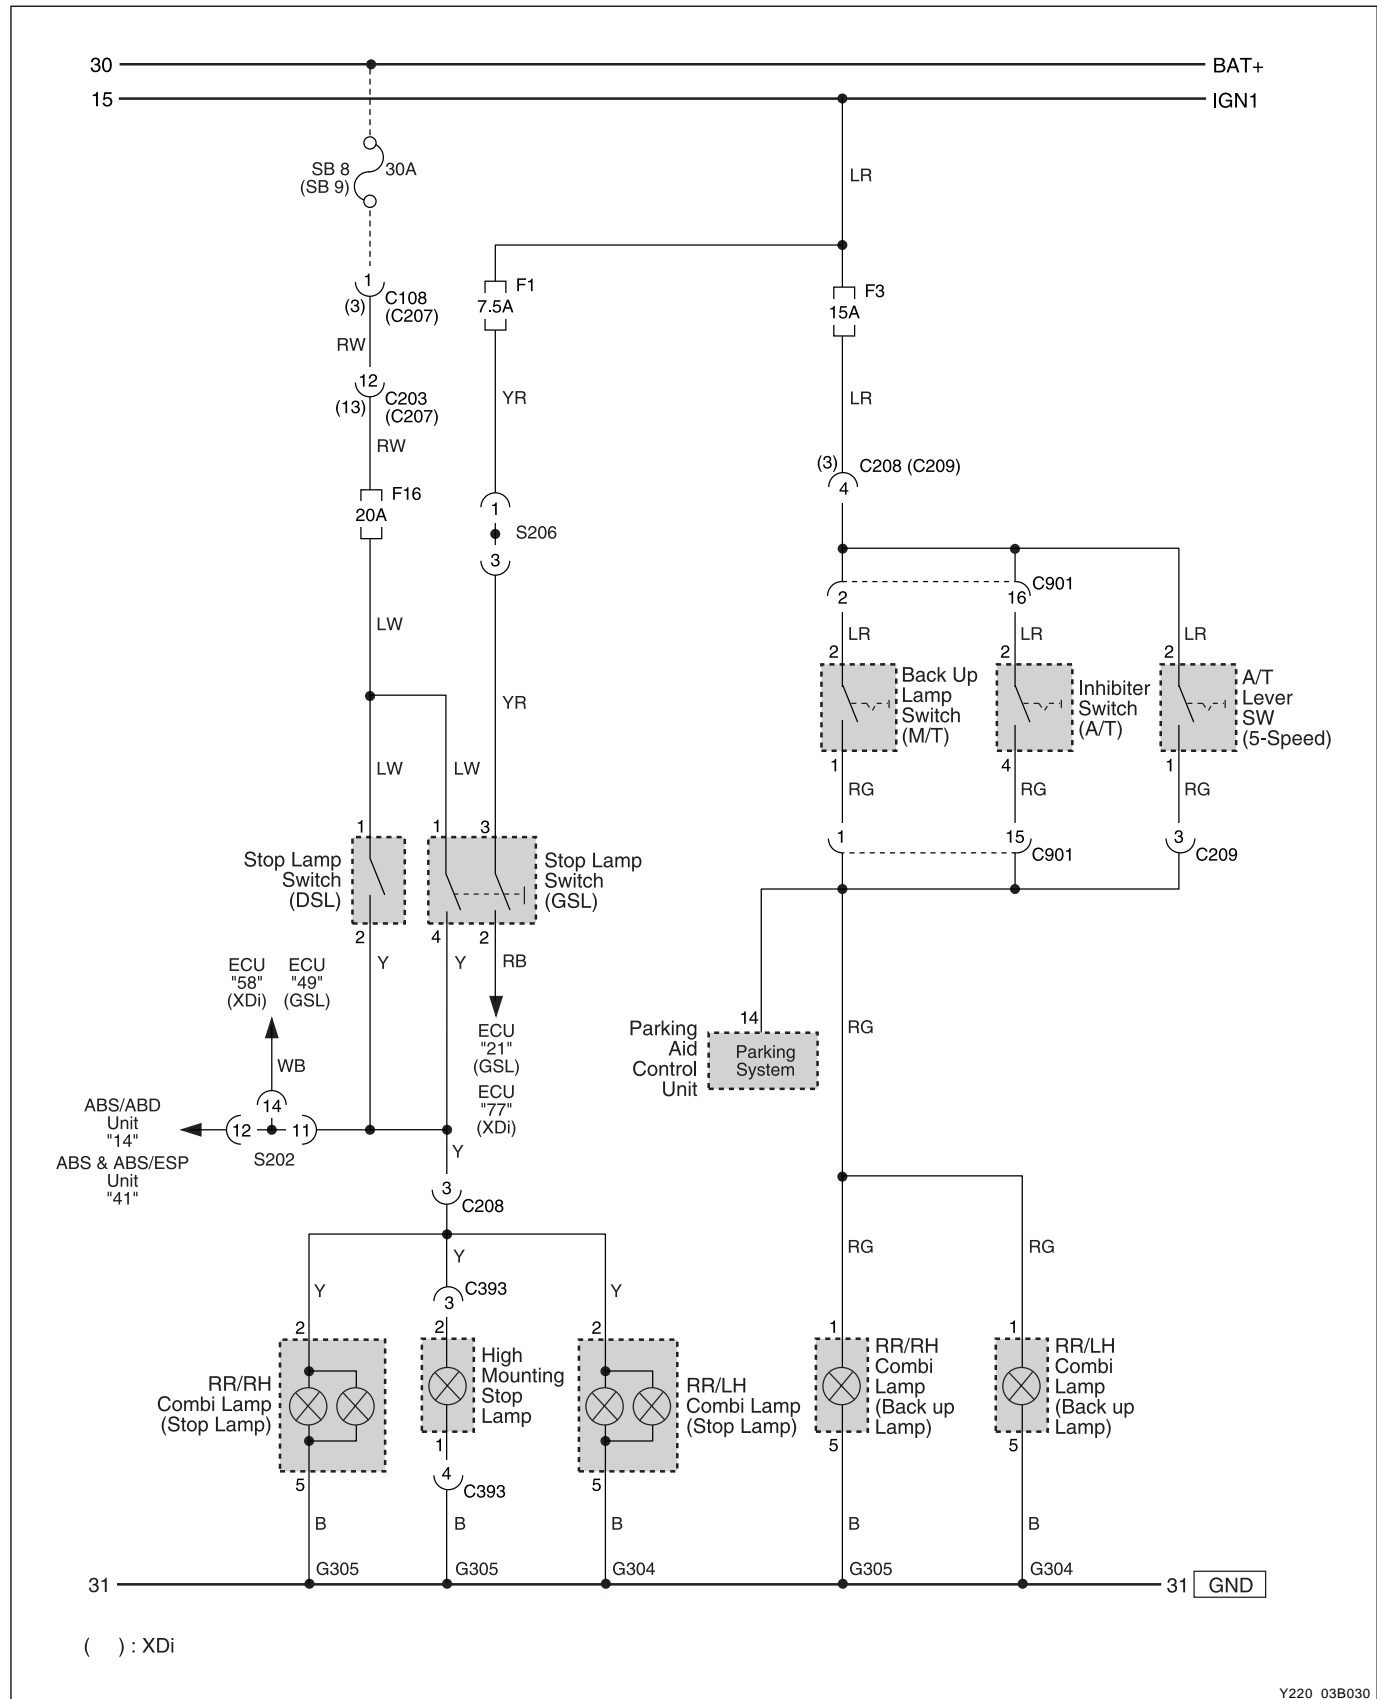 30
BAT+
15
IGN1
SB 8
(SB 9)
30A
LR
1
(3)
C108
(C207)
F1
7.5A
F3
15A
RW
12
(13)
C203
(C207)
YR
LR
RW
(3)
C208 (C209)
4
F16
20A
1
S206
3
C901
2
16
LW
LR
LR
LR
2
2
2
Back Up
Lamp
Switch
(M/T)
Inhibiter
Switch
(A/T)
A/T
Lever
SW
(5-Speed)
YR
1
4
1
LW
LW
RG
RG
RG
1
1
3
1
15
3
C901
C209
Stop Lamp
Switch
(DSL)
Stop Lamp
Switch
(GSL)
2
4
2
Y
Y
RB
ECU
"58"
(XDi)
ECU
"49"
(GSL)
ECU
"21"
(GSL)
ECU
"77"
(XDi)
14
Parking
Aid
Control
Unit
Parking
System
RG
WB
14
ABS/ABD
Unit
"14"
ABS & ABS/ESP
Unit
"41"
12
11
S202
Y
3
C208
Y
RG
RG
Y
C393
3
Y
2
2
2
1
1
RR/RH
Combi Lamp
(Stop Lamp)
High
Mounting
Stop
Lamp
RR/LH
Combi Lamp
(Stop Lamp)
RR/RH
Combi
Lamp
(Back up
Lamp)
RR/LH
Combi
Lamp
(Back up
Lamp)
1
5
5
5
4
C393
5
B
B
B
B
B
G305
G305
G304
G305
G304
31
31
GND
( ) : XDi
Y220_03B030